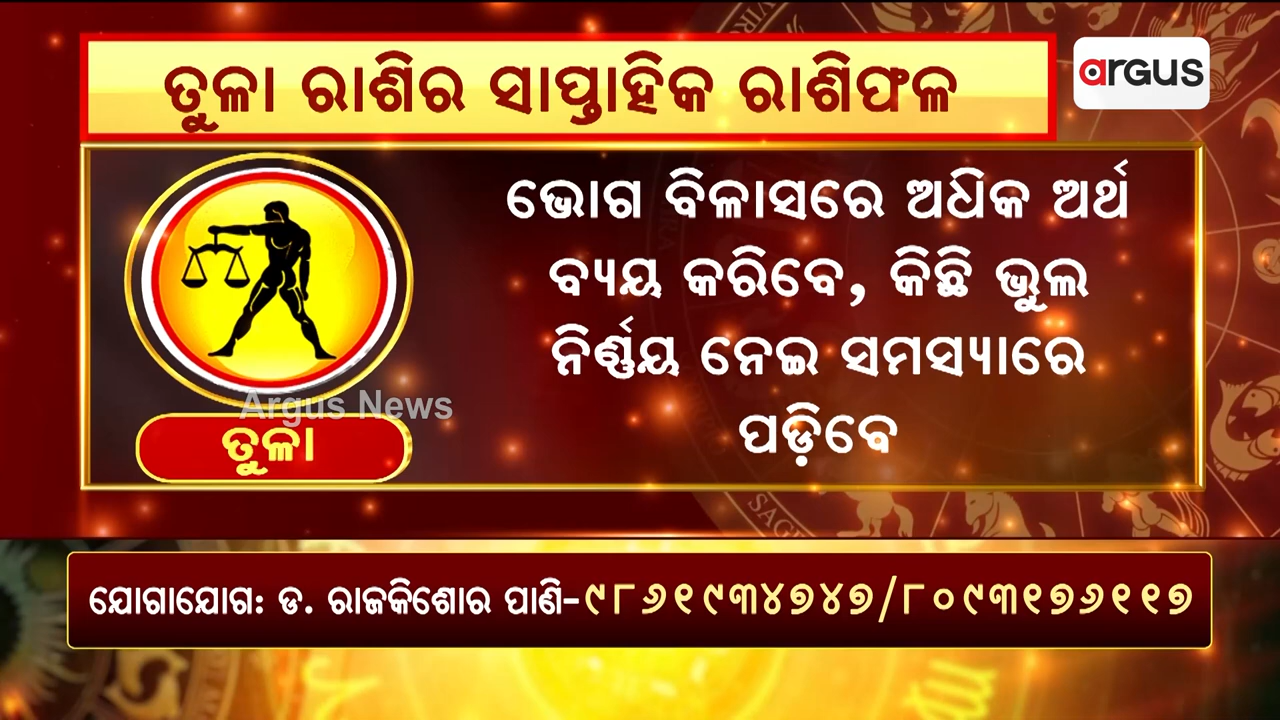 ତୁଳା ରାଶିର ସାପ୍ତାହିକ ରାଶିଫଳ
argus
ଭୋଗ ବିଳାସରେ ଅଧିକ ଅର୍ଥ
ବ୍ୟୟ କରିବେ, କିଛି ଭୁଲ
ନିର୍ଣ୍ଣୟ ନେଇ ସମସ୍ୟାରେ
ପଡ଼ିବେ
Argus News
ତୁଳା
ଯୋଗାଯୋଗ: ଡ. ରାଜକିଶୋର ପାଣି-୯୮୬୧୯୩୪୭୪୭/୮୦୯୩୧୭୬୧୧୭